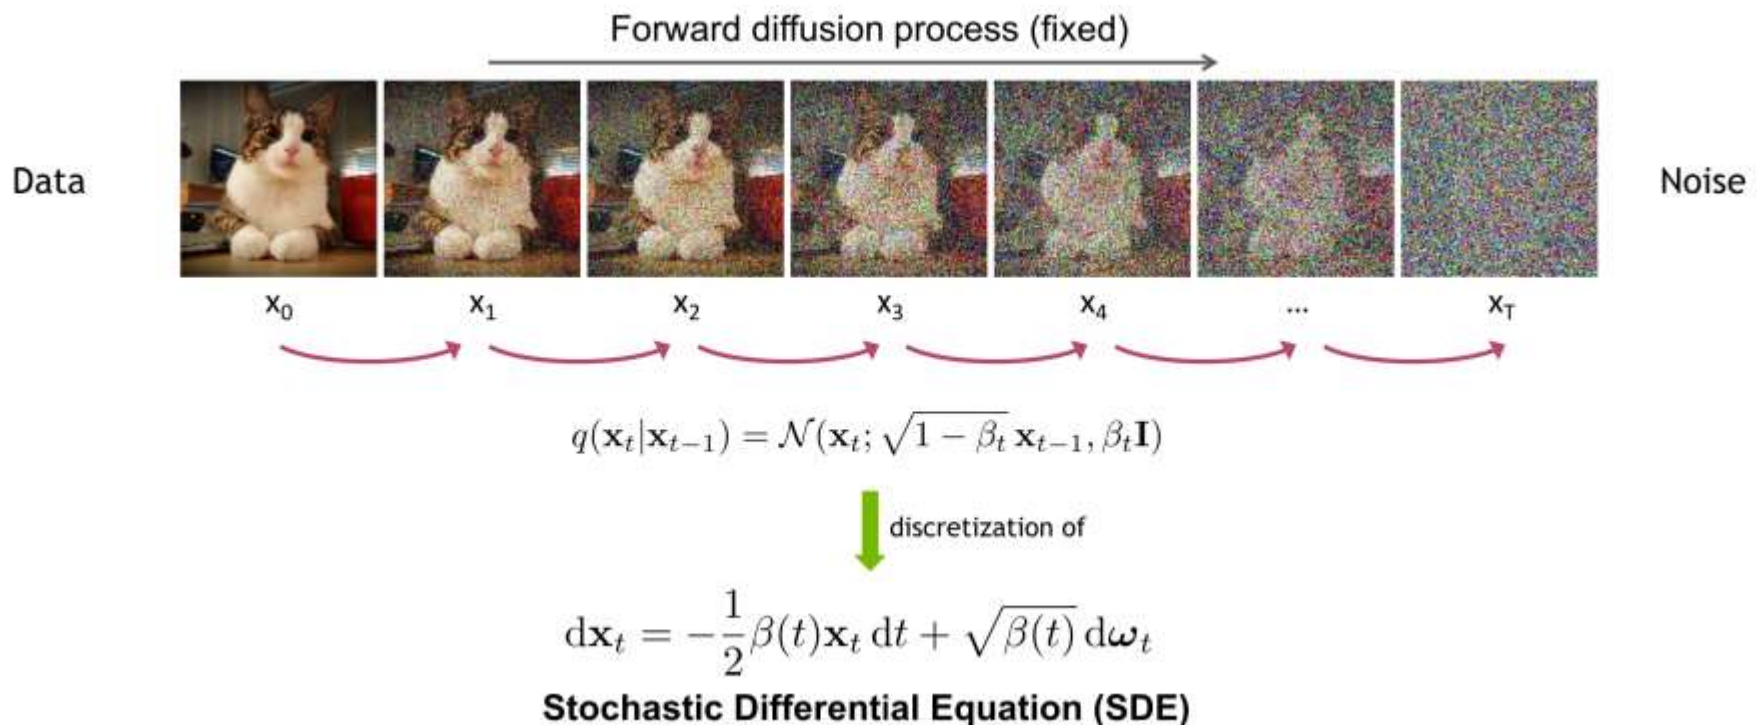 Forward diffusion process (fixed)
Data
Noise
x₀ x₁ x₂ x₃ x₄ ... x_T
q(𝐱ₜ|𝐱ₜ₋₁) = 𝒩(𝐱ₜ; √(1 − βₜ) 𝐱ₜ₋₁, βₜ𝐈)
discretization of
d𝐱ₜ = −½β(t)𝐱ₜ dt + √β(t) d𝝎ₜ
Stochastic Differential Equation (SDE)